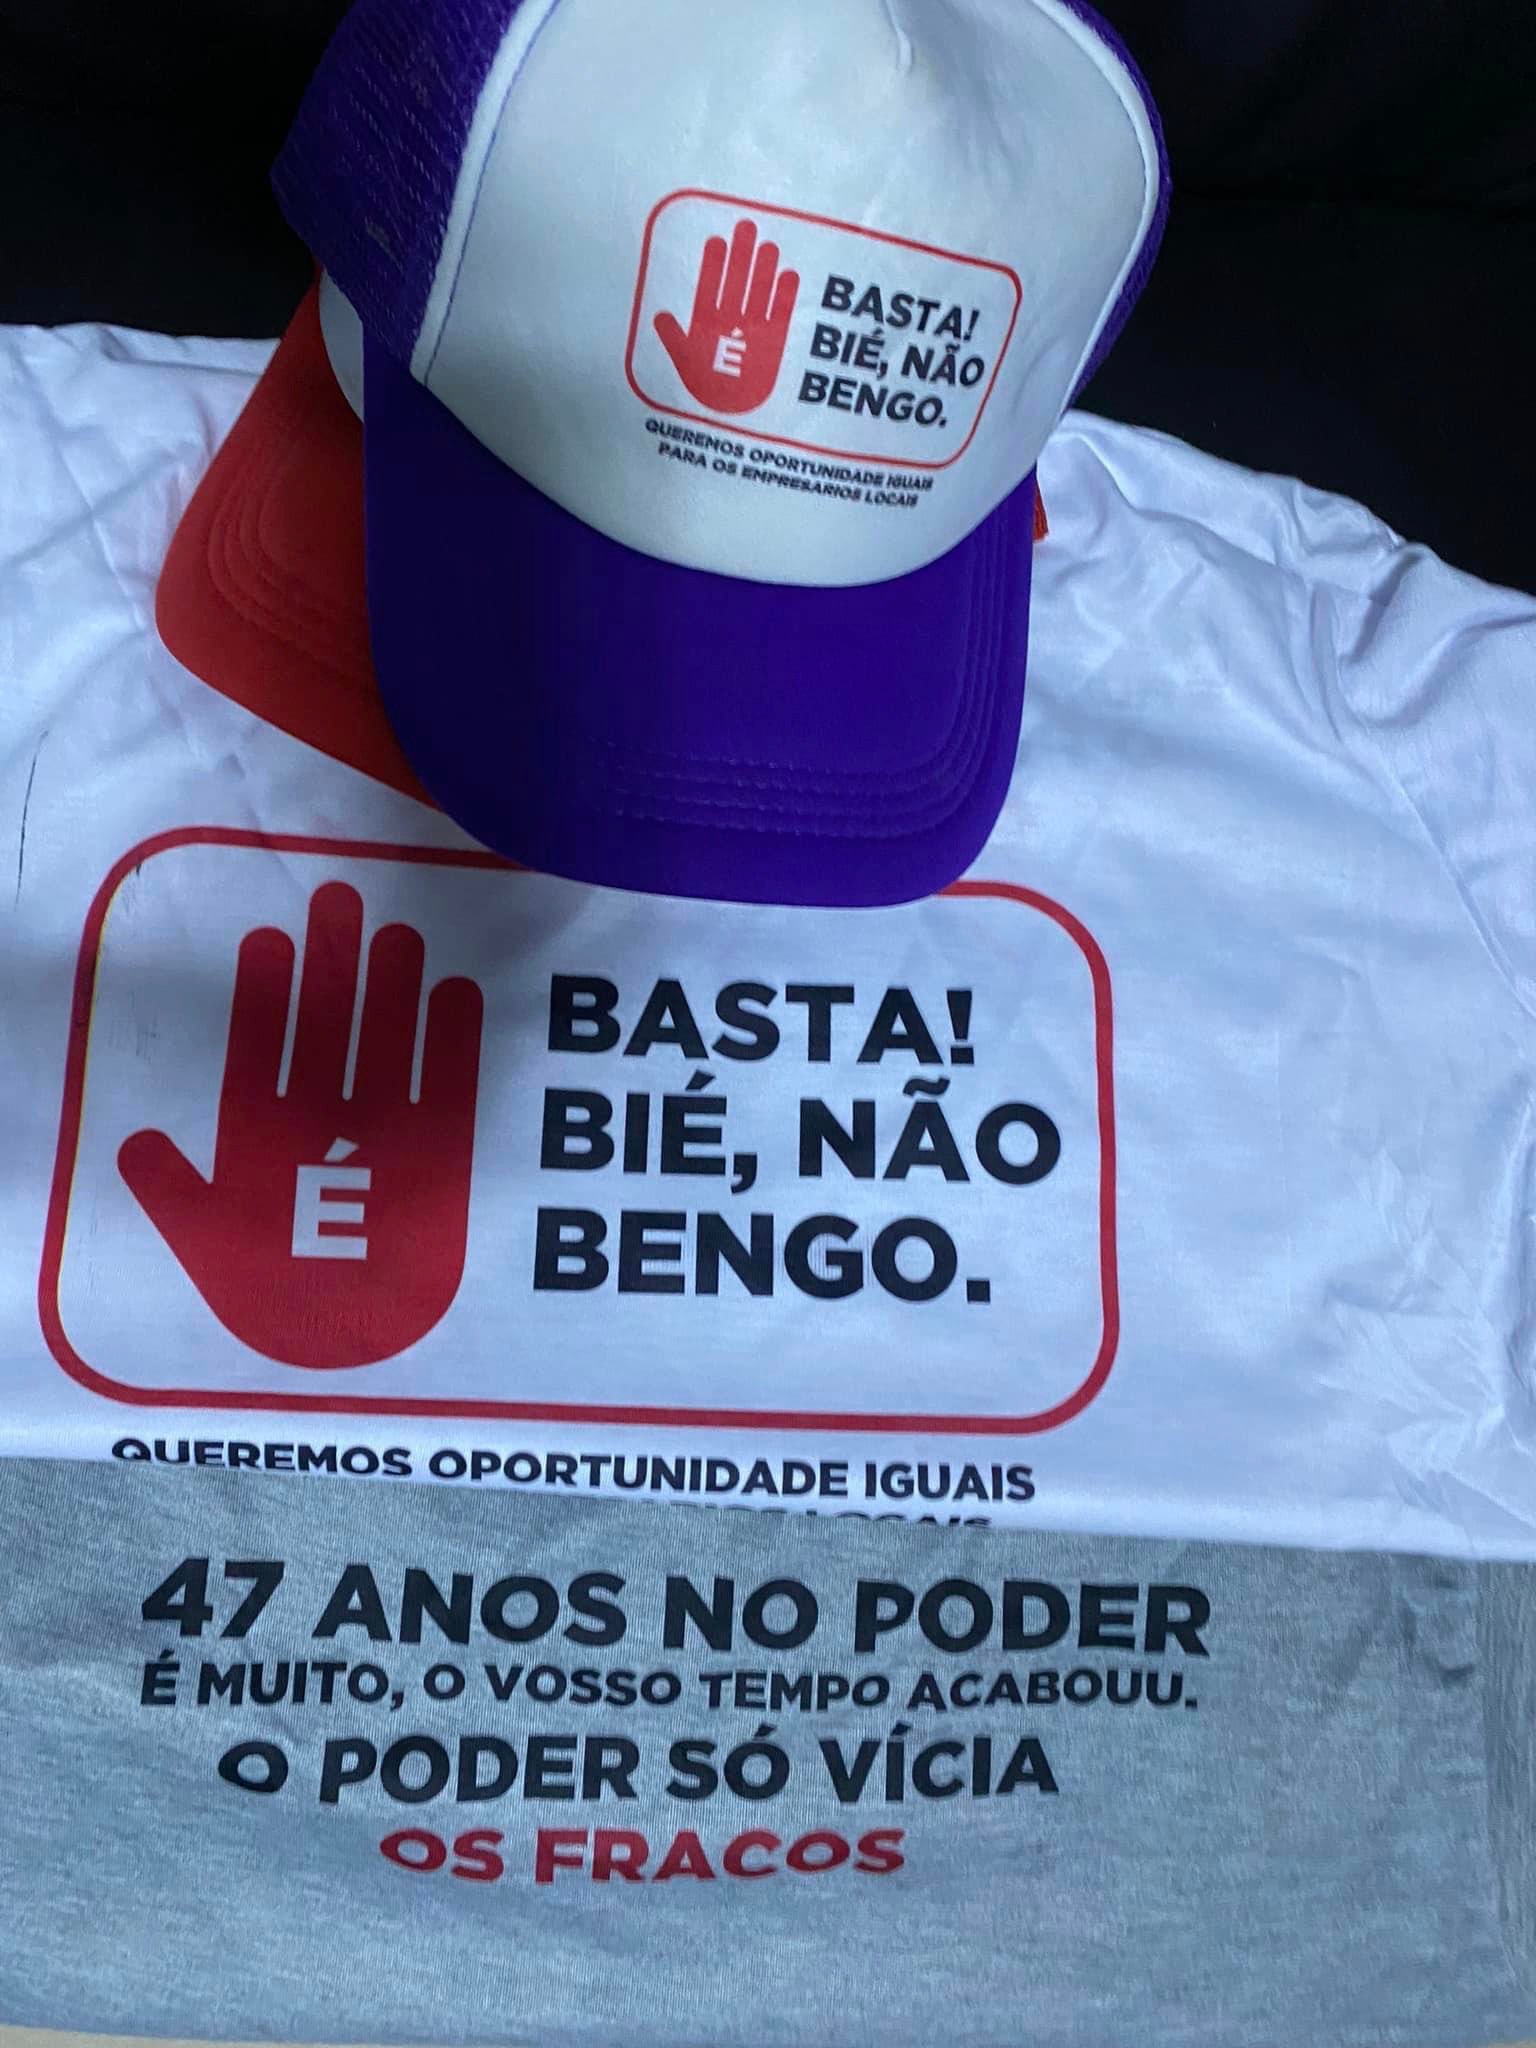 É
BASTA!
BIÉ, NÃO
BENGO.
QUEREMOS OPORTUNIDADE IGUAIS
PARA OS EMPRESARIOS LOCAIS
É
BASTA!
BIÉ, NÃO
BENGO.
QUEREMOS OPORTUNIDADE IGUAIS
LOCAIS
47 ANOS NO PODER
É MUITO, O VOSSO TEMPO ACABOUU.
O PODER SÓ VÍCIA
OS FRACOS